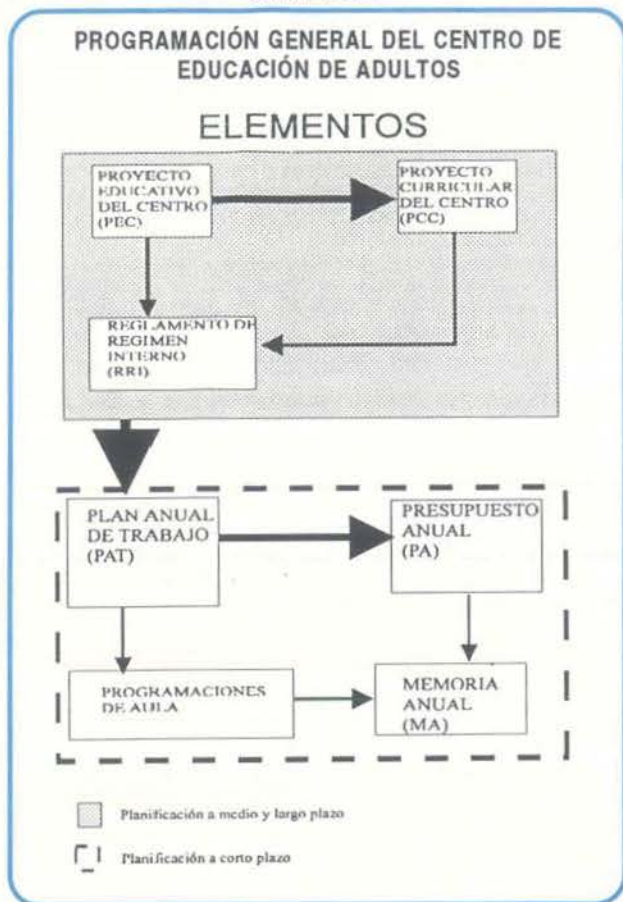 PROGRAMACIÓN GENERAL DEL CENTRO DE
EDUCACIÓN DE ADULTOS
ELEMENTOS
PROYECTO
EDUCATIVO
DEL CENTRO
(PEC)
PROYECTO
CURRICULAR
DEL CENTRO
(PCC)
REGLAMENTO DE
REGIMEN
INTERNO
(RRI)
PLAN ANUAL
DE TRABAJO
(PAT)
PRESUPUESTO
ANUAL
(PA)
PROGRAMACIONES
DE AULA
MEMORIA
ANUAL
(MA)
Planificación a medio y largo plazo
Planificación a corto plazo